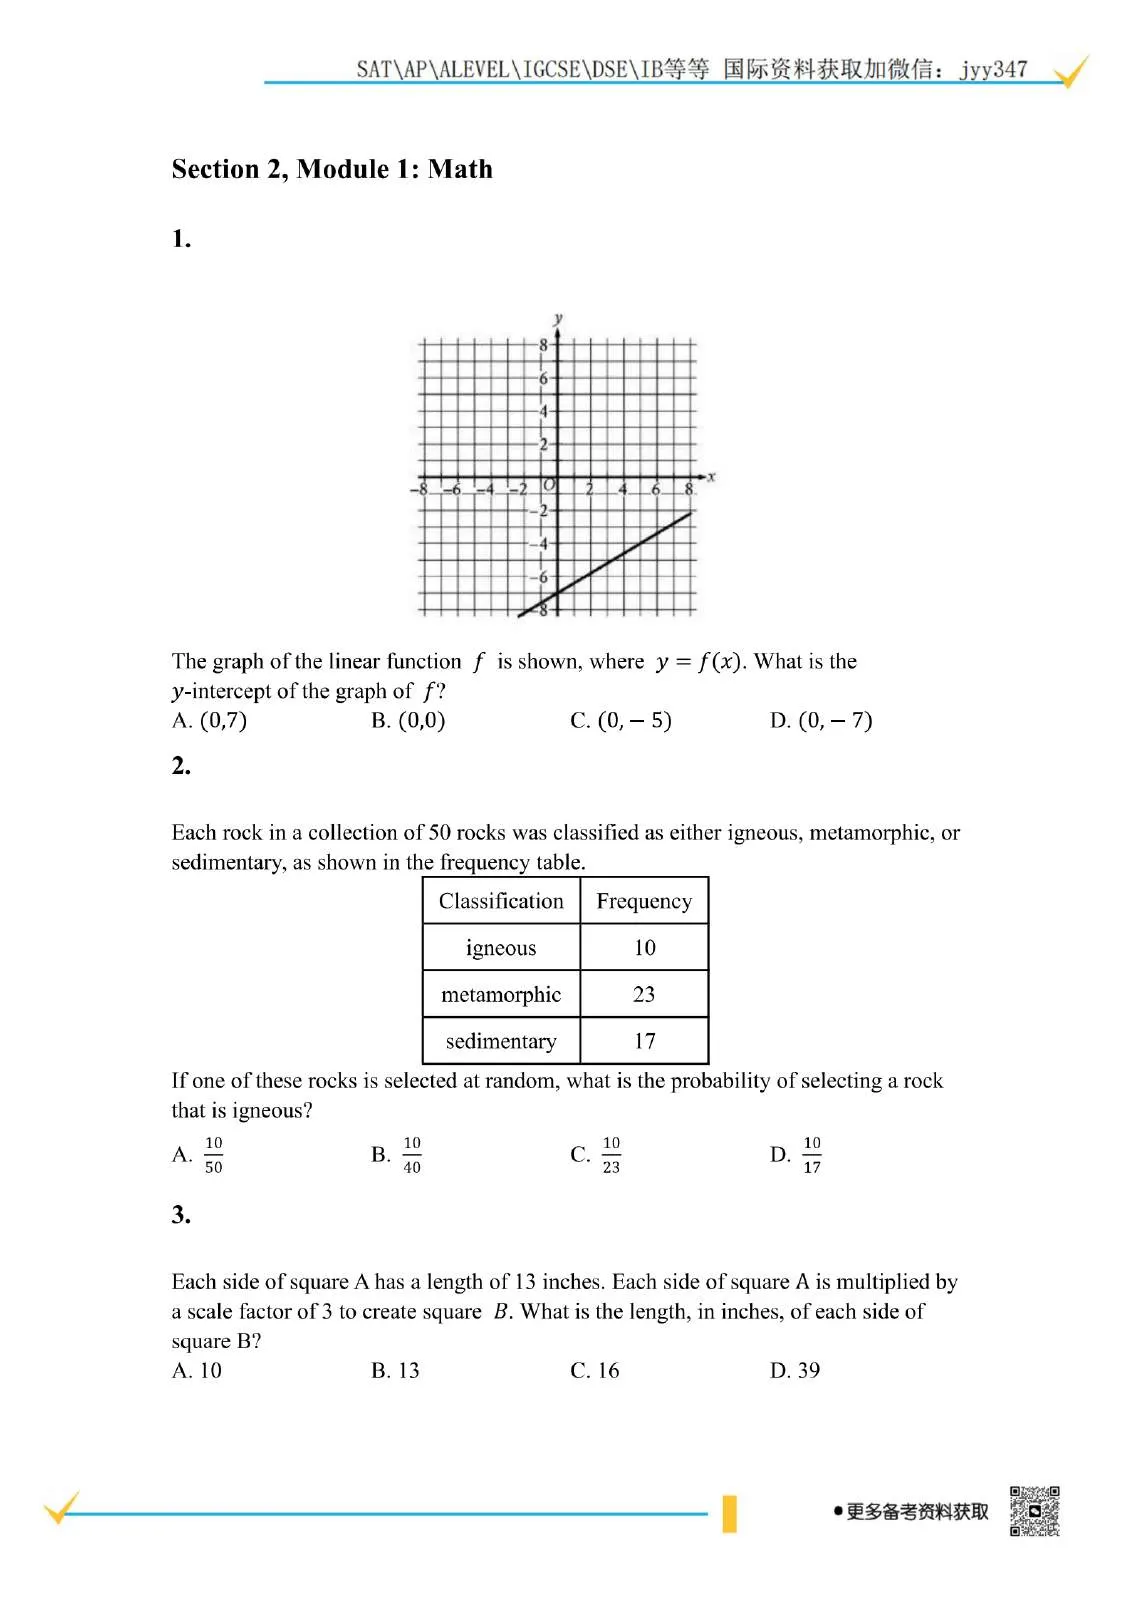 SAT\AP\ALEVEL\IGCSE\DSE\IB等等 国际资料获取加微信：jyy347
Section 2, Module 1: Math
1.
y
8
6
4
2
-8 -6 -4 -2 O 2 4 6 8 x
-2
-4
-6
-8
The graph of the linear function f is shown, where y = f(x). What is the
y-intercept of the graph of f?
A. (0,7) B. (0,0) C. (0, − 5) D. (0, − 7)
2.
Each rock in a collection of 50 rocks was classified as either igneous, metamorphic, or
sedimentary, as shown in the frequency table.
Classification Frequency
igneous 10
metamorphic 23
sedimentary 17
If one of these rocks is selected at random, what is the probability of selecting a rock
that is igneous?
A. 10/50 B. 10/40 C. 10/23 D. 10/17
3.
Each side of square A has a length of 13 inches. Each side of square A is multiplied by
a scale factor of 3 to create square B. What is the length, in inches, of each side of
square B?
A. 10 B. 13 C. 16 D. 39
•更多备考资料获取